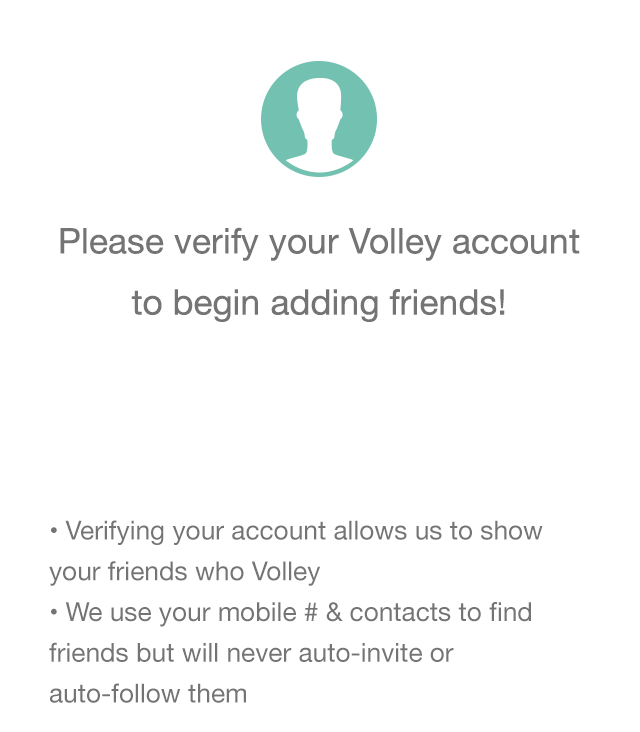 Please verify your Volley account
to begin adding friends!
• Verifying your account allows us to show
your friends who Volley
• We use your mobile # & contacts to find
friends but will never auto-invite or
auto-follow them